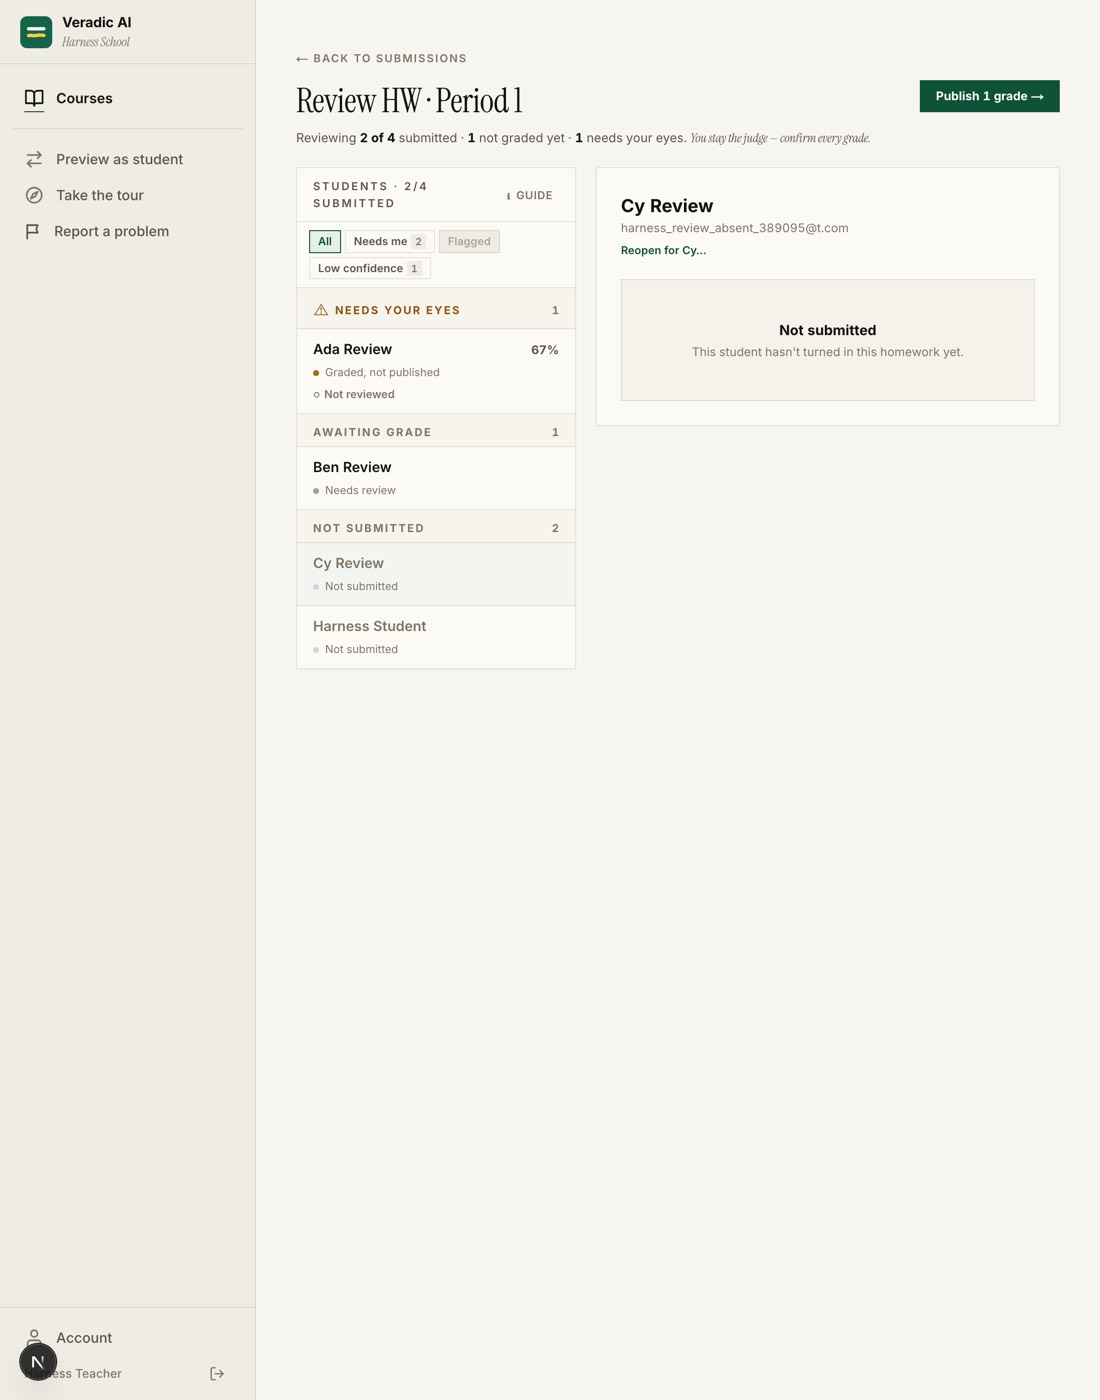 Veradic AI
Harness School
Courses
Preview as student
Take the tour
Report a problem
← BACK TO SUBMISSIONS
Review HW · Period 1
Publish 1 grade →
Reviewing 2 of 4 submitted · 1 not graded yet · 1 needs your eyes. You stay the judge — confirm every grade.
STUDENTS · 2/4
SUBMITTED
GUIDE
All
Needs me 2
Flagged
Low confidence 1
NEEDS YOUR EYES 1
Ada Review 67%
Graded, not published
Not reviewed
AWAITING GRADE 1
Ben Review
Needs review
NOT SUBMITTED 2
Cy Review
Not submitted
Harness Student
Not submitted
Cy Review
harness_review_absent_389095@t.com
Reopen for Cy...
Not submitted
This student hasn't turned in this homework yet.
Account
N
Teacher